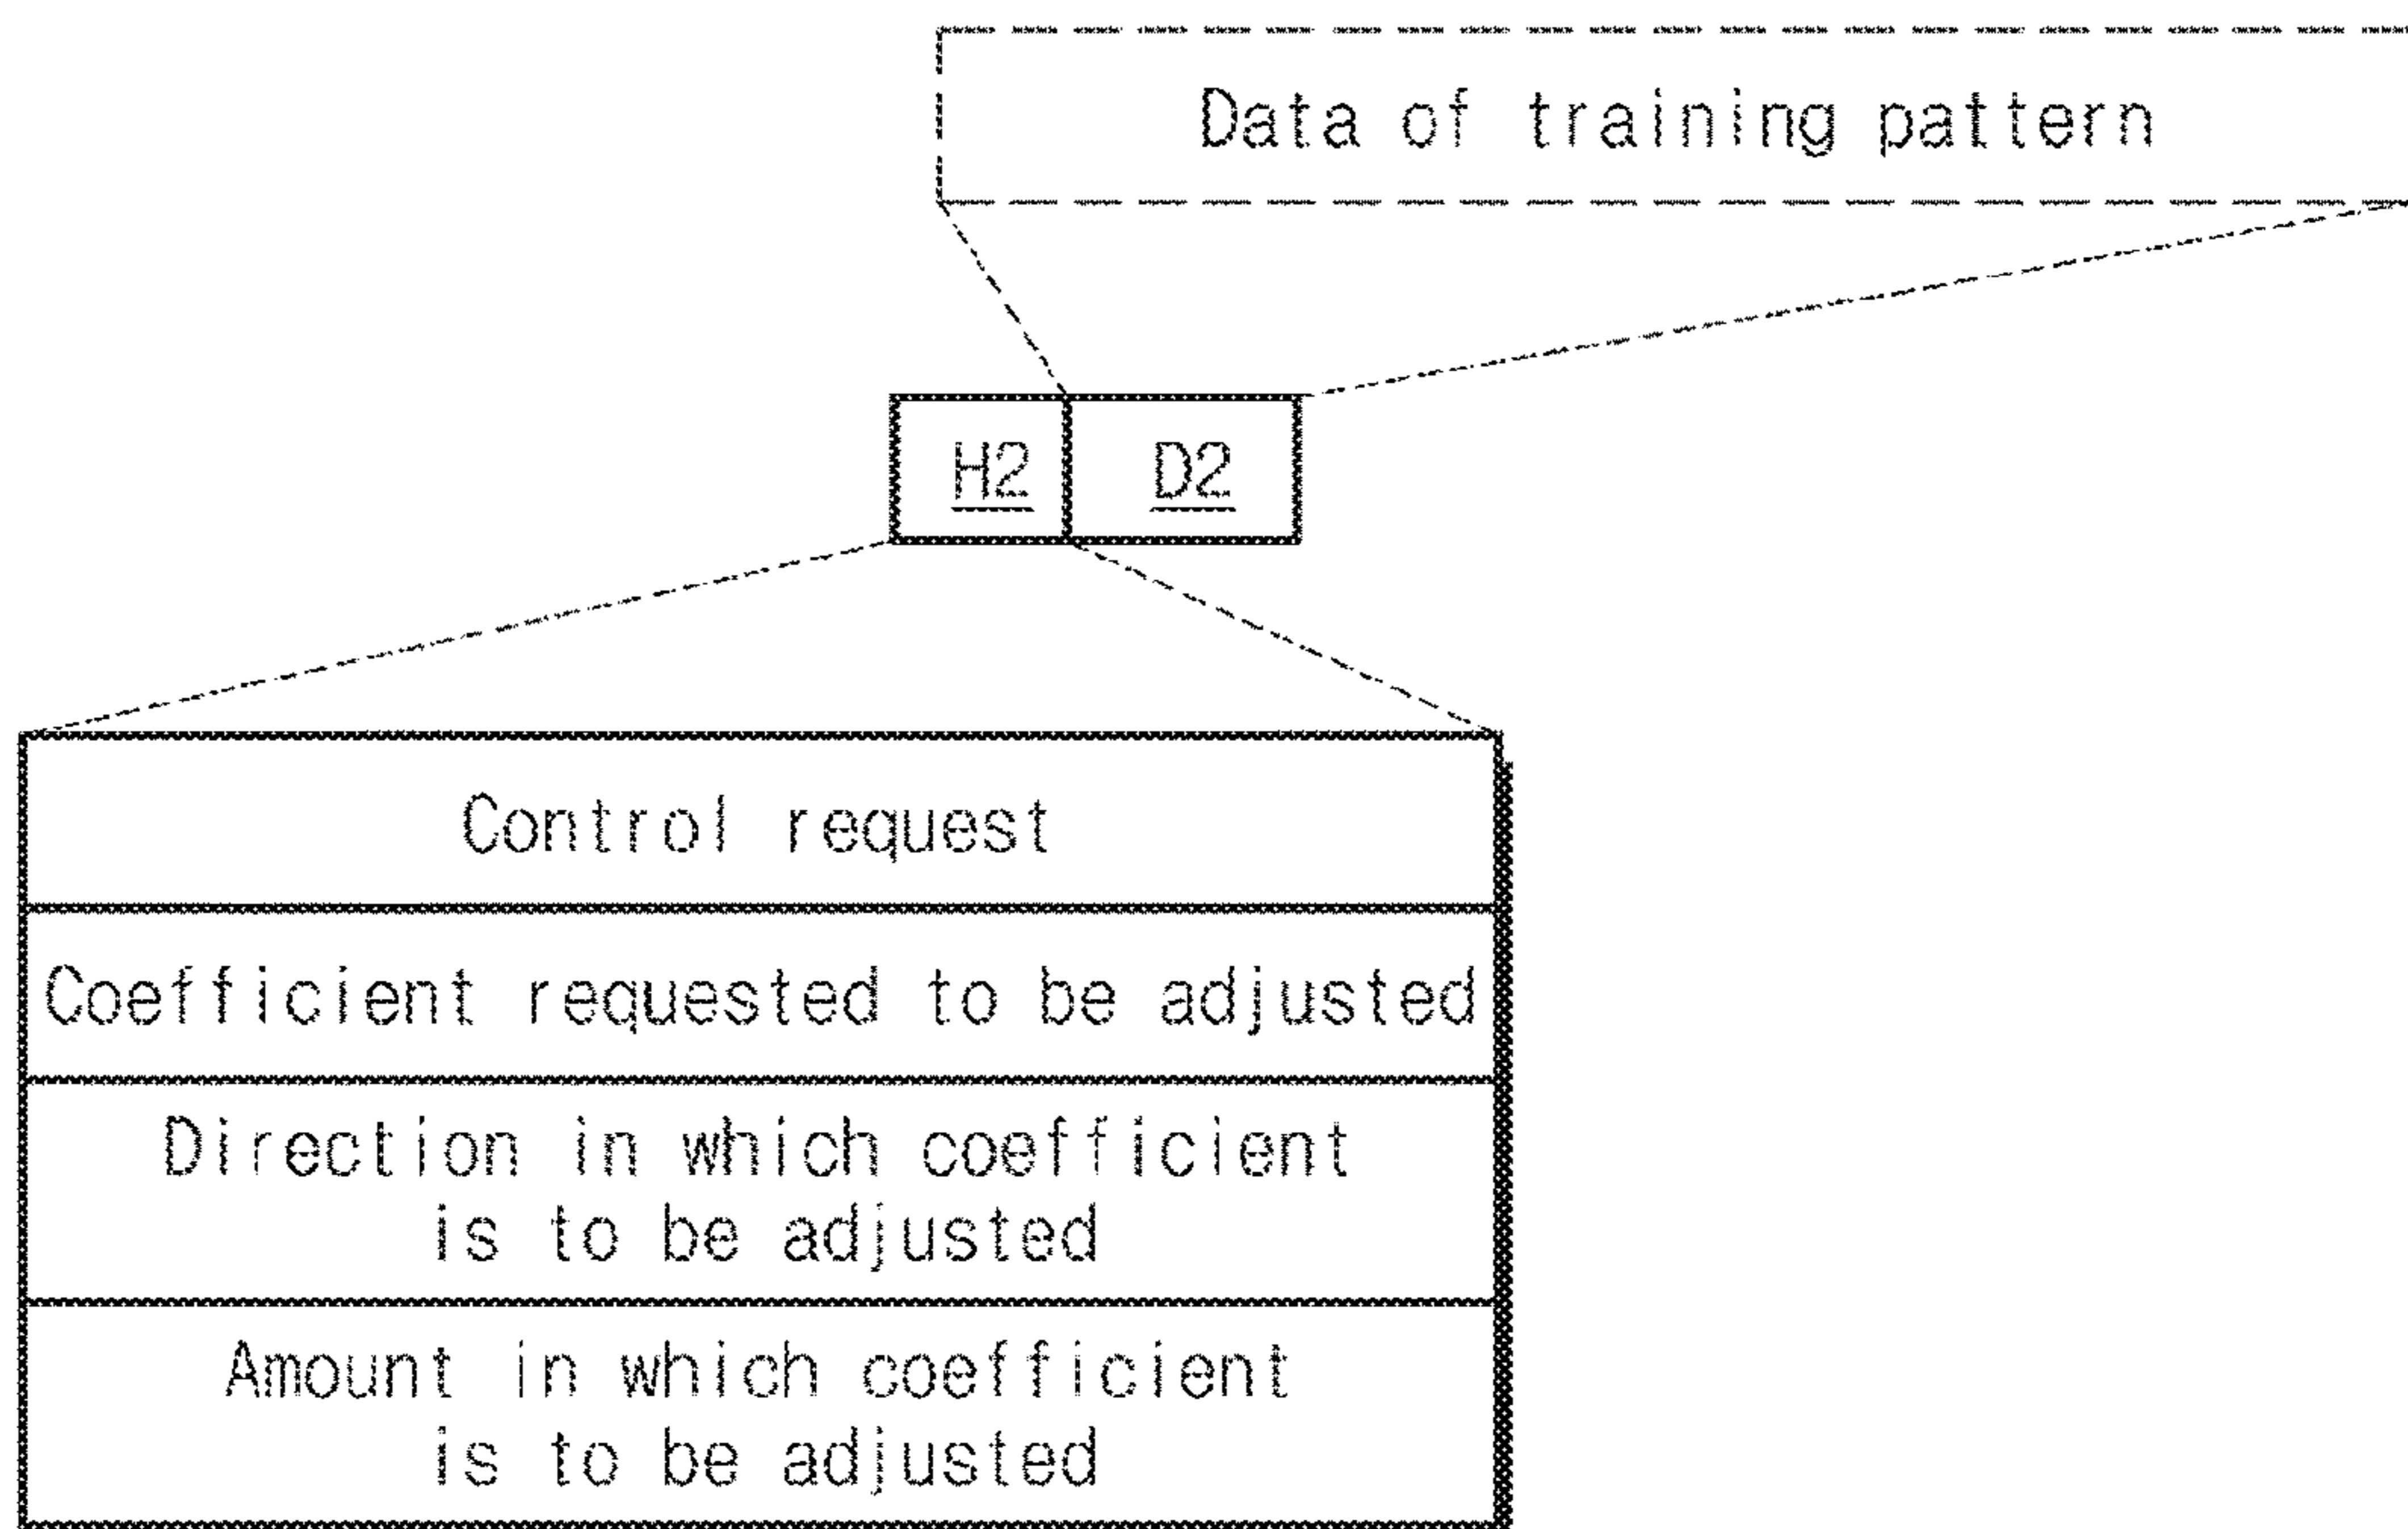 Data of training pattern
H2 D2
Control request
Coefficient requested to be adjusted
Direction in which coefficient
is to be adjusted
Amount in which coefficient
is to be adjusted